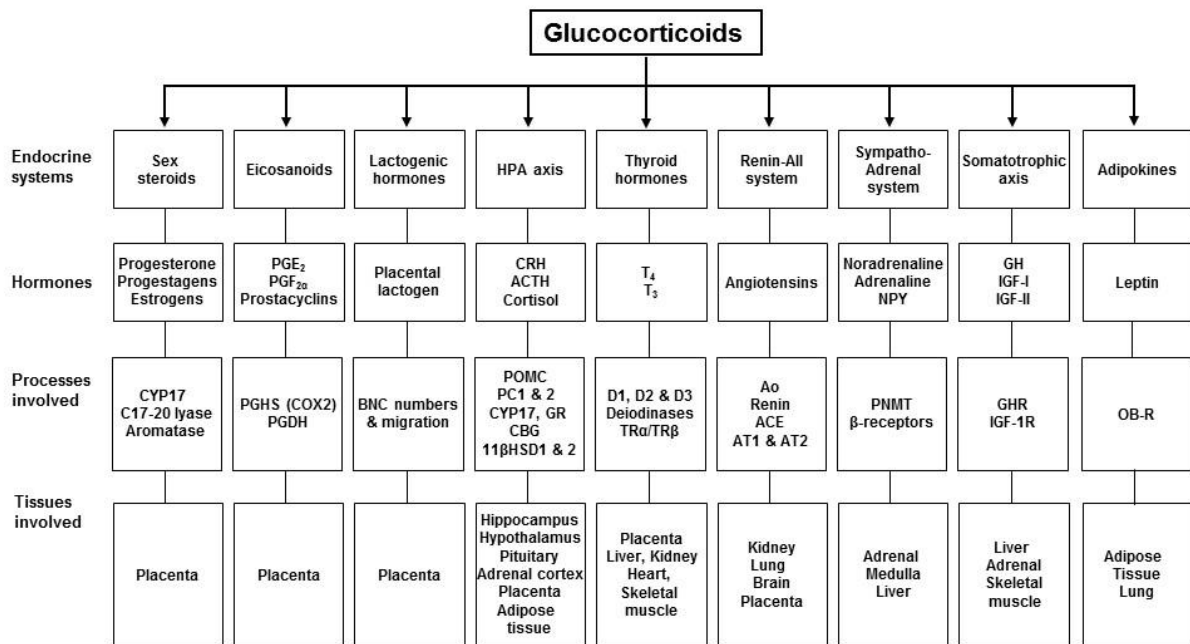 Glucocorticoids
Endocrine
systems
Sex
steroids
Eicosanoids
Lactogenic
hormones
HPA axis
Thyroid
hormones
Renin-All
system
Sympatho-
Adrenal
system
Somatotrophic
axis
Adipokines
Hormones
Progesterone
Progestagens
Estrogens
PGE₂
PGF₂α
Prostacyclins
Placental
lactogen
CRH
ACTH
Cortisol
T₄
T₃
Angiotensins
Noradrenaline
Adrenaline
NPY
GH
IGF-I
IGF-II
Leptin
Processes
involved
CYP17
C17-20 lyase
Aromatase
PGHS (COX2)
PGDH
BNC numbers
& migration
POMC
PC1 & 2
CYP17, GR
CBG
11βHSD1 & 2
D1, D2 & D3
Deiodinases
TRα/TRβ
Ao
Renin
ACE
AT1 & AT2
PNMT
β-receptors
GHR
IGF-1R
OB-R
Tissues
involved
Placenta
Placenta
Placenta
Hippocampus
Hypothalamus
Pituitary
Adrenal cortex
Placenta
Adipose
tissue
Placenta
Liver, Kidney
Heart,
Skeletal
muscle
Kidney
Lung
Brain
Placenta
Adrenal
Medulla
Liver
Liver
Adrenal
Skeletal
muscle
Adipose
Tissue
Lung